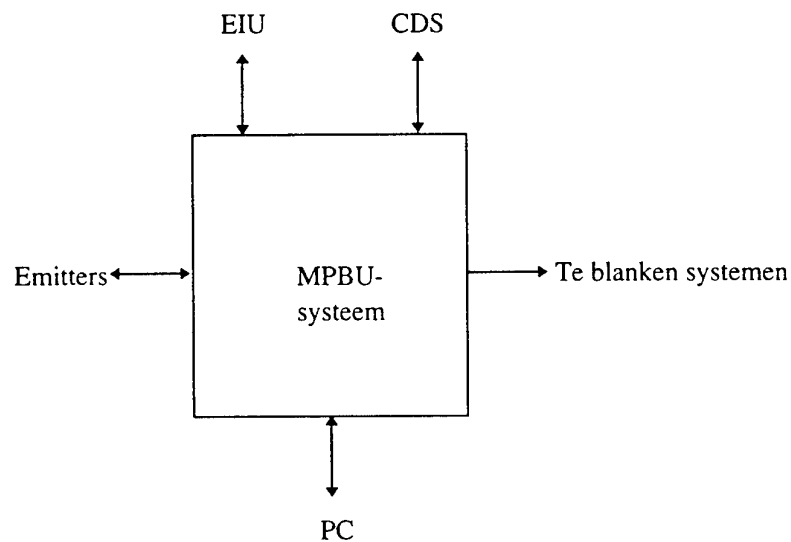 EIU
CDS
Emitters
MPBU-
systeem
Te blanken systemen
PC